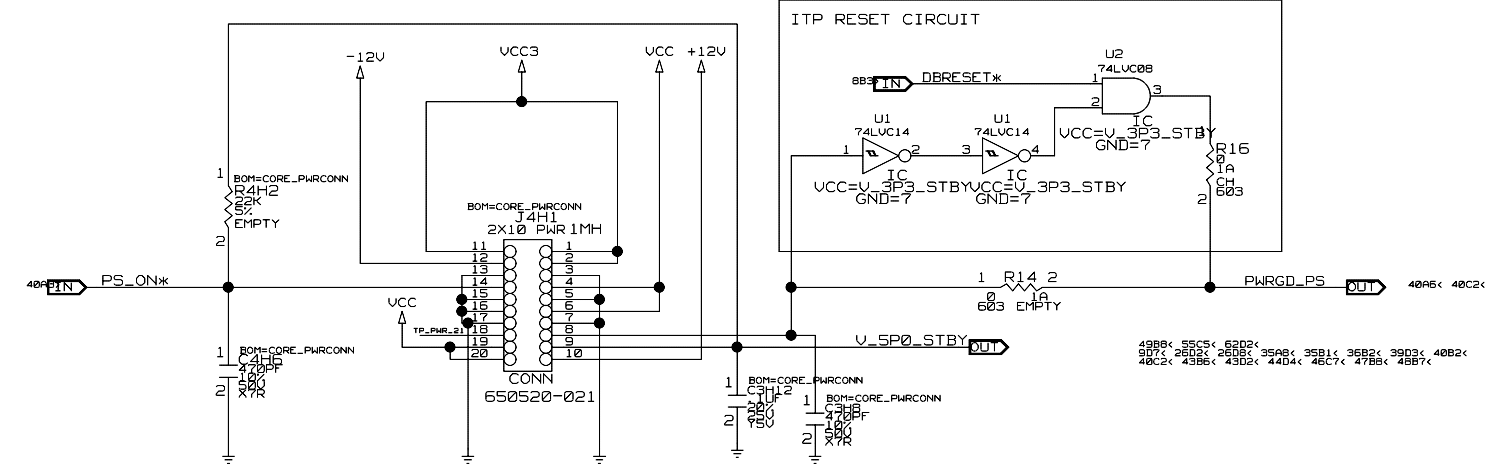 ITP RESET CIRCUIT
-12V
VCC3
VCC
+12V
U2
74LVC08
8B3>
IN
DBRESET*
1
2
3
IC
VCC=V_3P3_STBY
GND=7
U1
74LVC14
1
2
IC
VCC=V_3P3_STBY
GND=7
U1
74LVC14
3
4
IC
VCC=V_3P3_STBY
GND=7
1
R16
0
1A
CH
603
2
1
BOM=CORE_PWRCONN
R4H2
22K
5%
EMPTY
2
BOM=CORE_PWRCONN
J4H1
2X10 PWR
1MH
11
12
13
14
15
16
17
18
19
20
1
2
3
4
5
6
7
8
9
10
CONN
650520-021
IN
PS_ON*
VCC
TP_PWR_21
1
R14
2
0
1A
603
EMPTY
PWRGD_PS
OUT
40A6< 40C2<
V_5P0_STBY
OUT
49B8< 55C5< 62D2<
9D7< 26D2< 26D8< 35A8< 35B1< 36B2< 39D3< 40B2<
40C2< 43B6< 43D2< 44D4< 46C7< 47B8< 48B7<
1
BOM=CORE_PWRCONN
C4H6
470PF
10%
50V
X7R
2
1
BOM=CORE_PWRCONN
C3H12
.1UF
20%
25V
Y5V
2
1
BOM=CORE_PWRCONN
C3H8
470PF
10%
50V
X7R
2